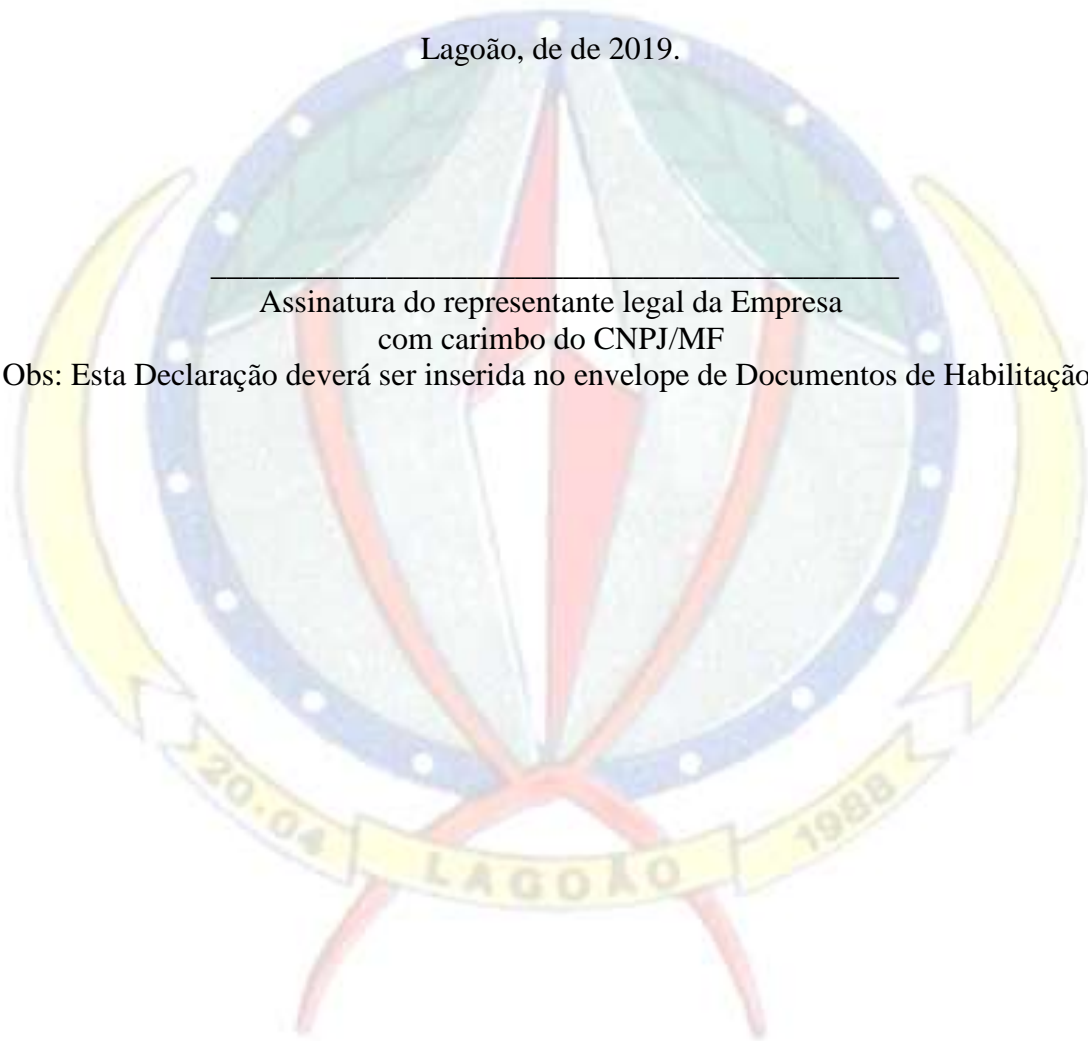 Lagoão, de de 2019.
___________________________________________
Assinatura do representante legal da Empresa
com carimbo do CNPJ/MF
Obs: Esta Declaração deverá ser inserida no envelope de Documentos de Habilitação
20.04
LAGOÃO
1988